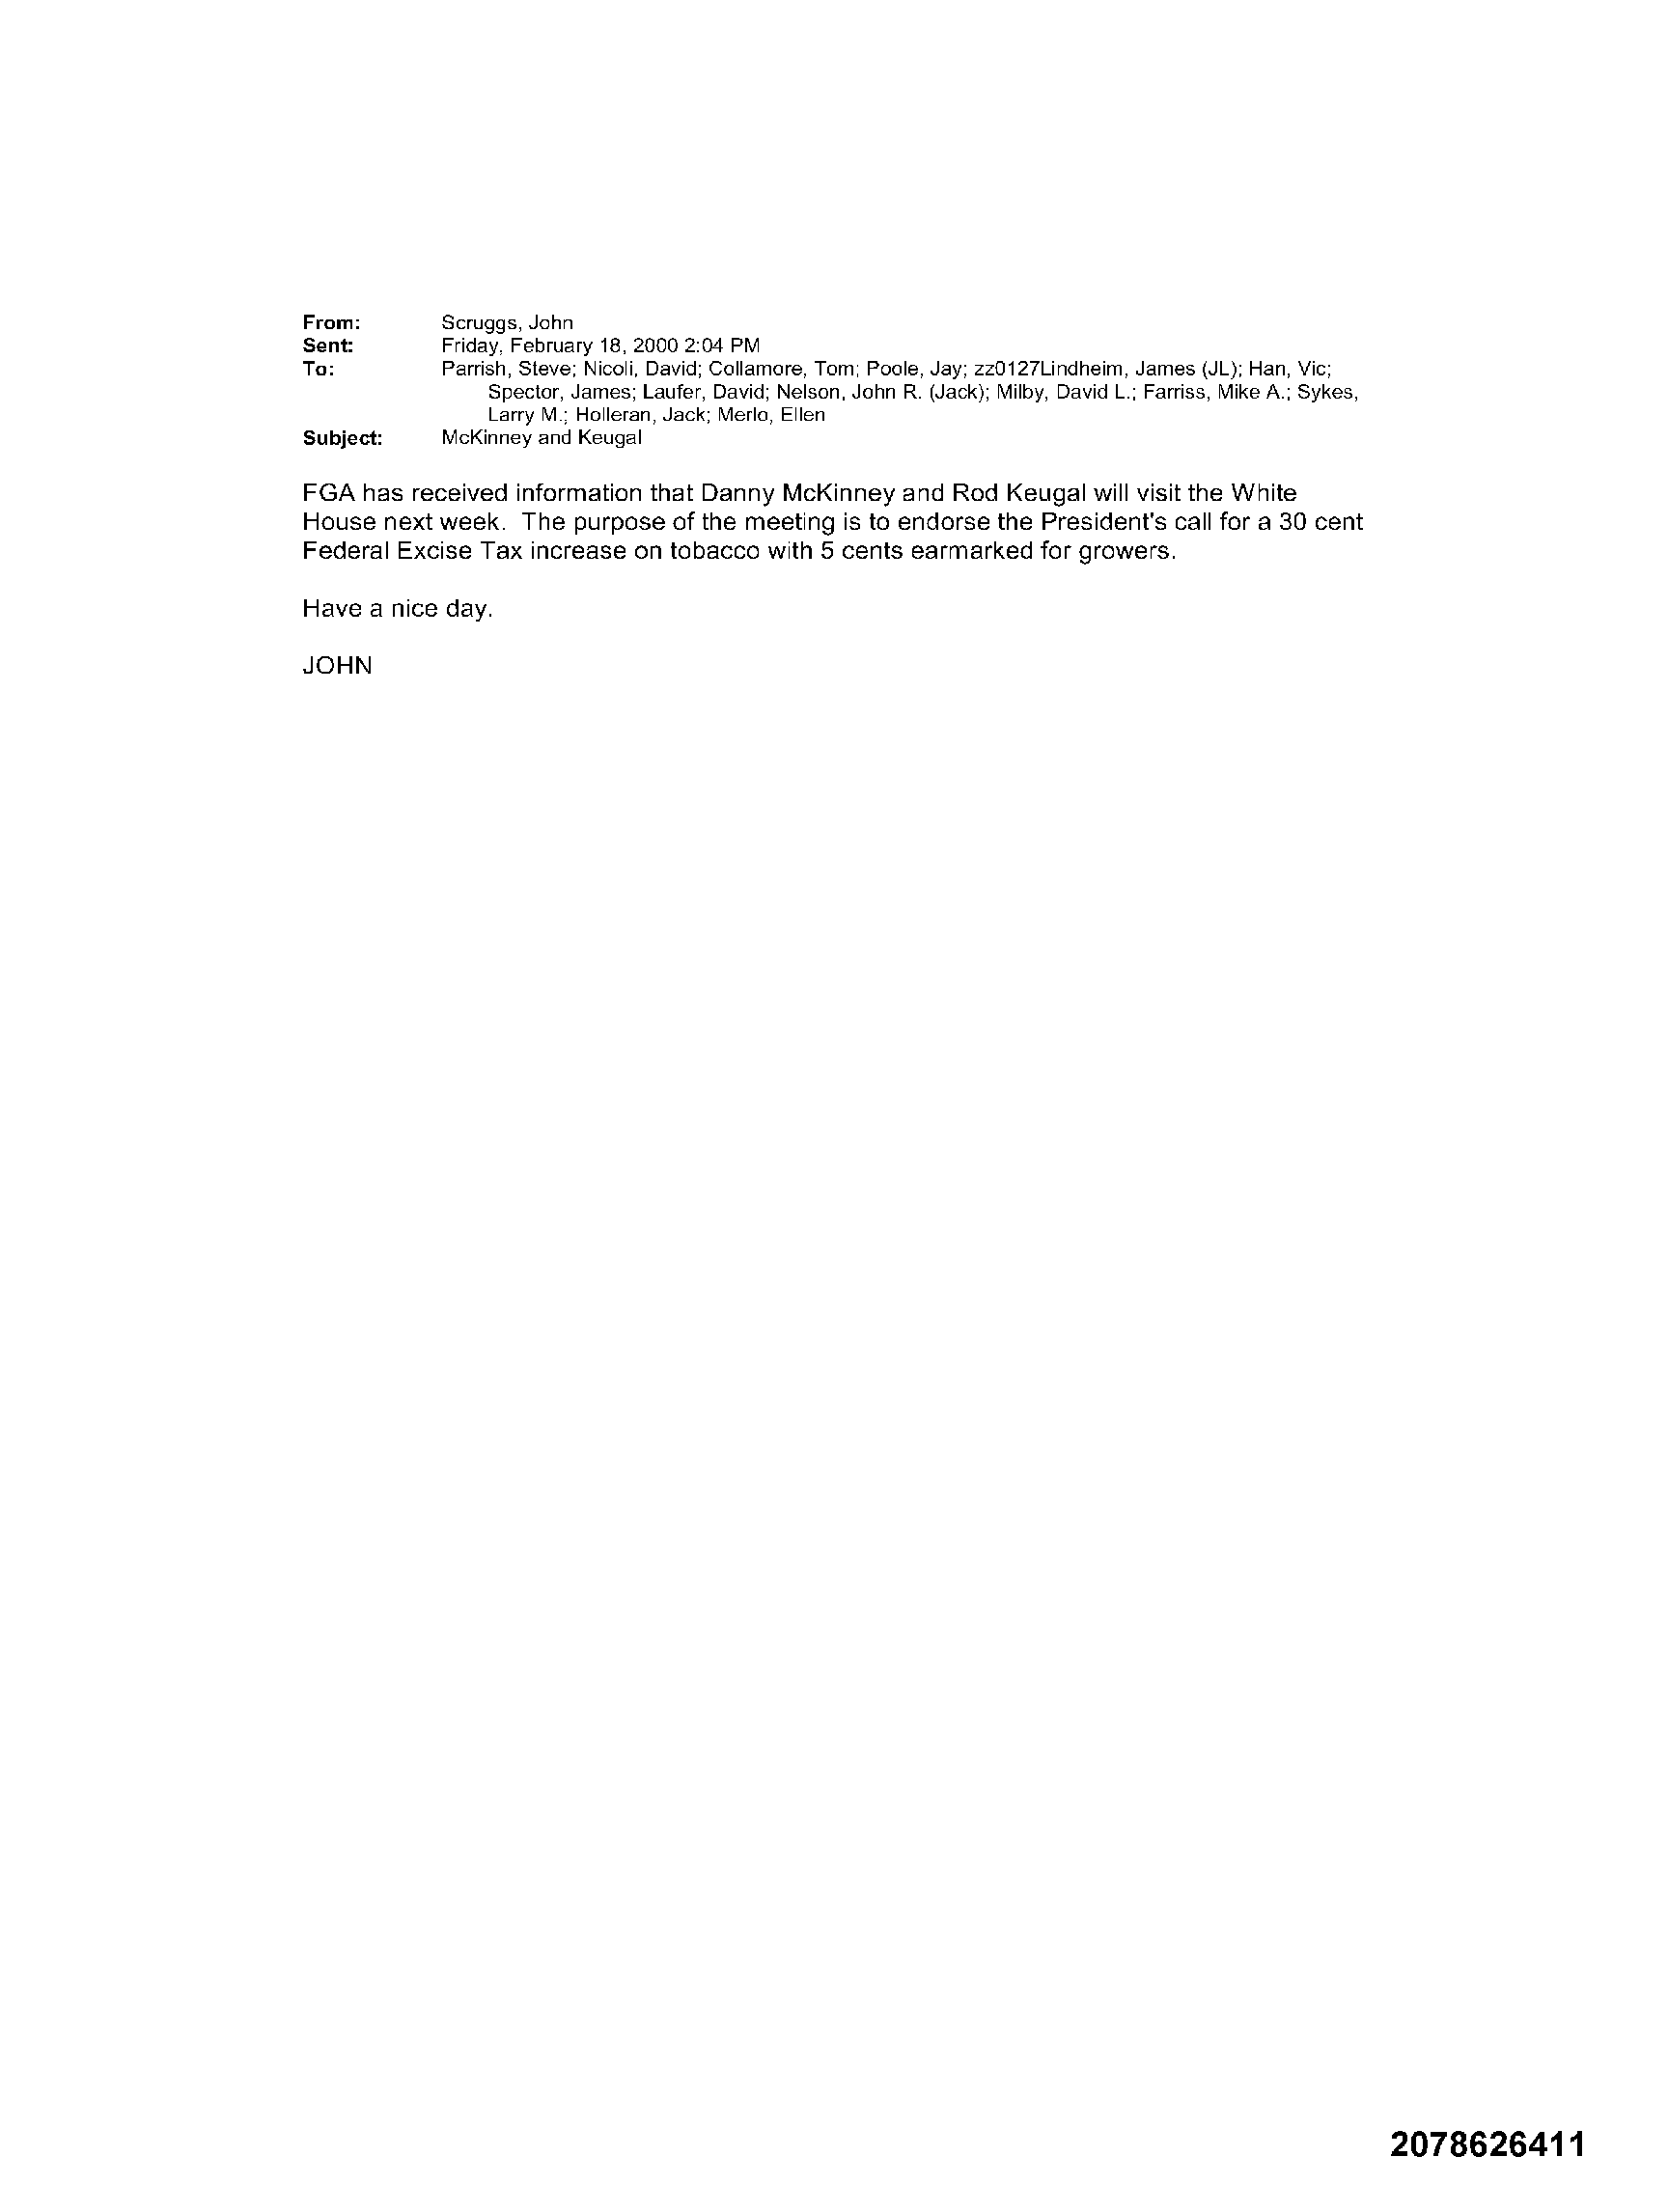 From: Scruggs, John
Sent: Friday, February 18, 2000 2:04 PM
To: Parrish, Steve; Nicoli, David; Collamore, Tom; Poole, Jay; zz0127Lindheim, James (JL); Han, Vic;
Spector, James; Laufer, David; Nelson, John R. (Jack); Milby, David L.; Farriss, Mike A.; Sykes,
Larry M.; Holleran, Jack; Merlo, Ellen
Subject: McKinney and Keugal
FGA has received information that Danny McKinney and Rod Keugal will visit the White
House next week.  The purpose of the meeting is to endorse the President's call for a 30 cent
Federal Excise Tax increase on tobacco with 5 cents earmarked for growers.
Have a nice day.
JOHN
2078626411